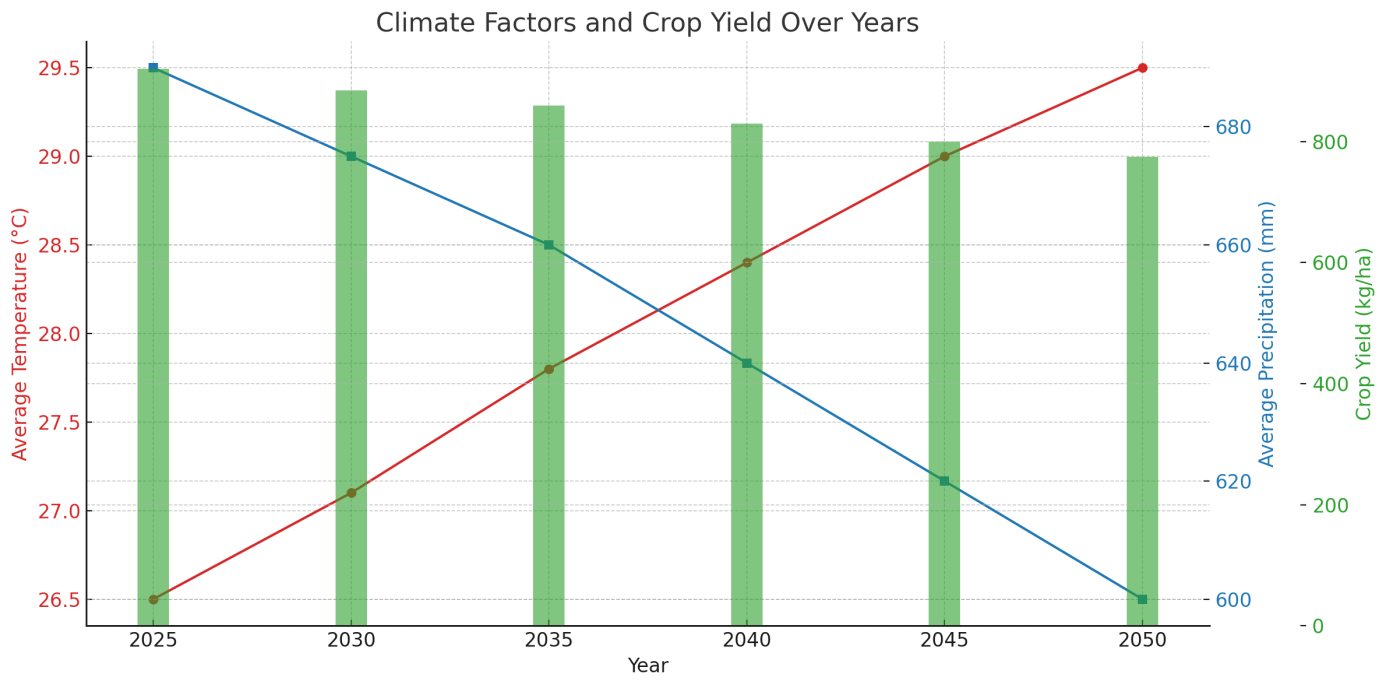 Climate Factors and Crop Yield Over Years
Average Temperature (°C)
29.5
29.0
28.5
28.0
27.5
27.0
26.5
2025 2030 2035 2040 2045 2050
Year
680
660
640
620
600
Average Precipitation (mm)
800
600
400
200
0
Crop Yield (kg/ha)